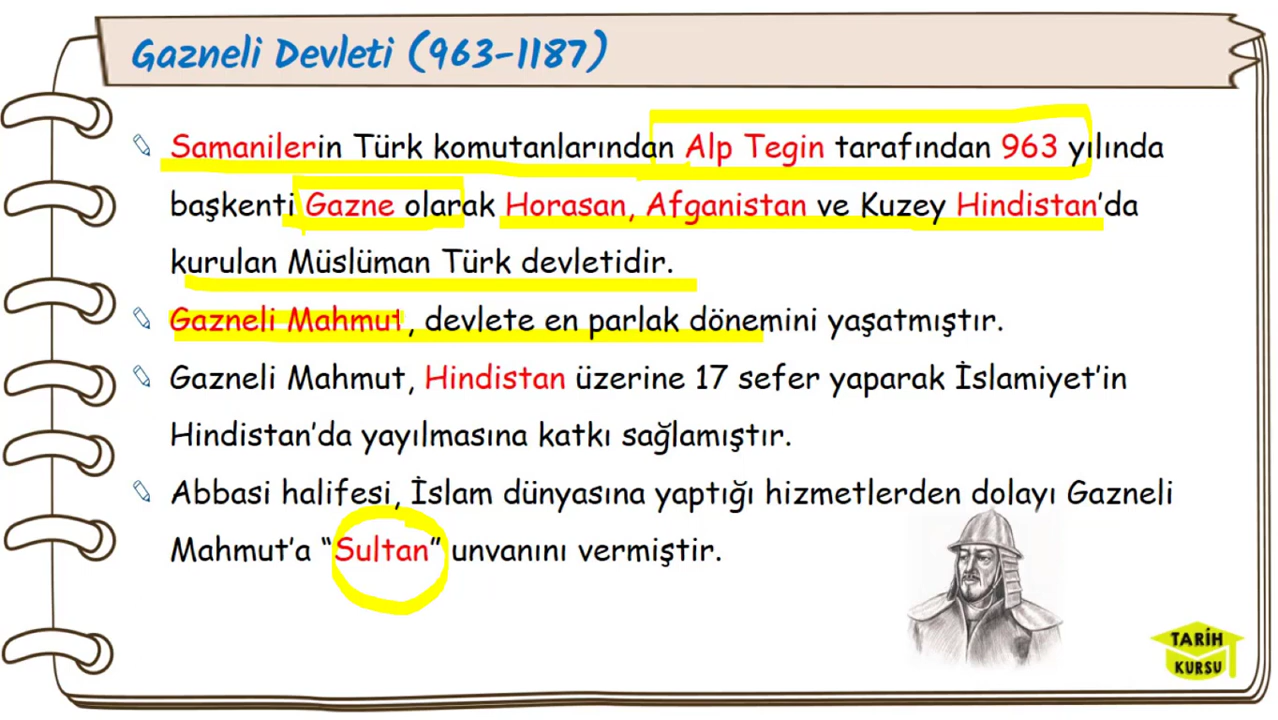 Gazneli Devleti (963-1187)
Samanilerin Türk komutanlarından Alp Tegin tarafından 963 yılında
başkenti Gazne olarak Horasan, Afganistan ve Kuzey Hindistan’da
kurulan Müslüman Türk devletidir.
Gazneli Mahmut, devlete en parlak dönemini yaşatmıştır.
Gazneli Mahmut, Hindistan üzerine 17 sefer yaparak İslamiyet’in
Hindistan’da yayılmasına katkı sağlamıştır.
Abbasi halifesi, İslam dünyasına yaptığı hizmetlerden dolayı Gazneli
Mahmut’a “Sultan” unvanını vermiştir.
TARİH
KURSU